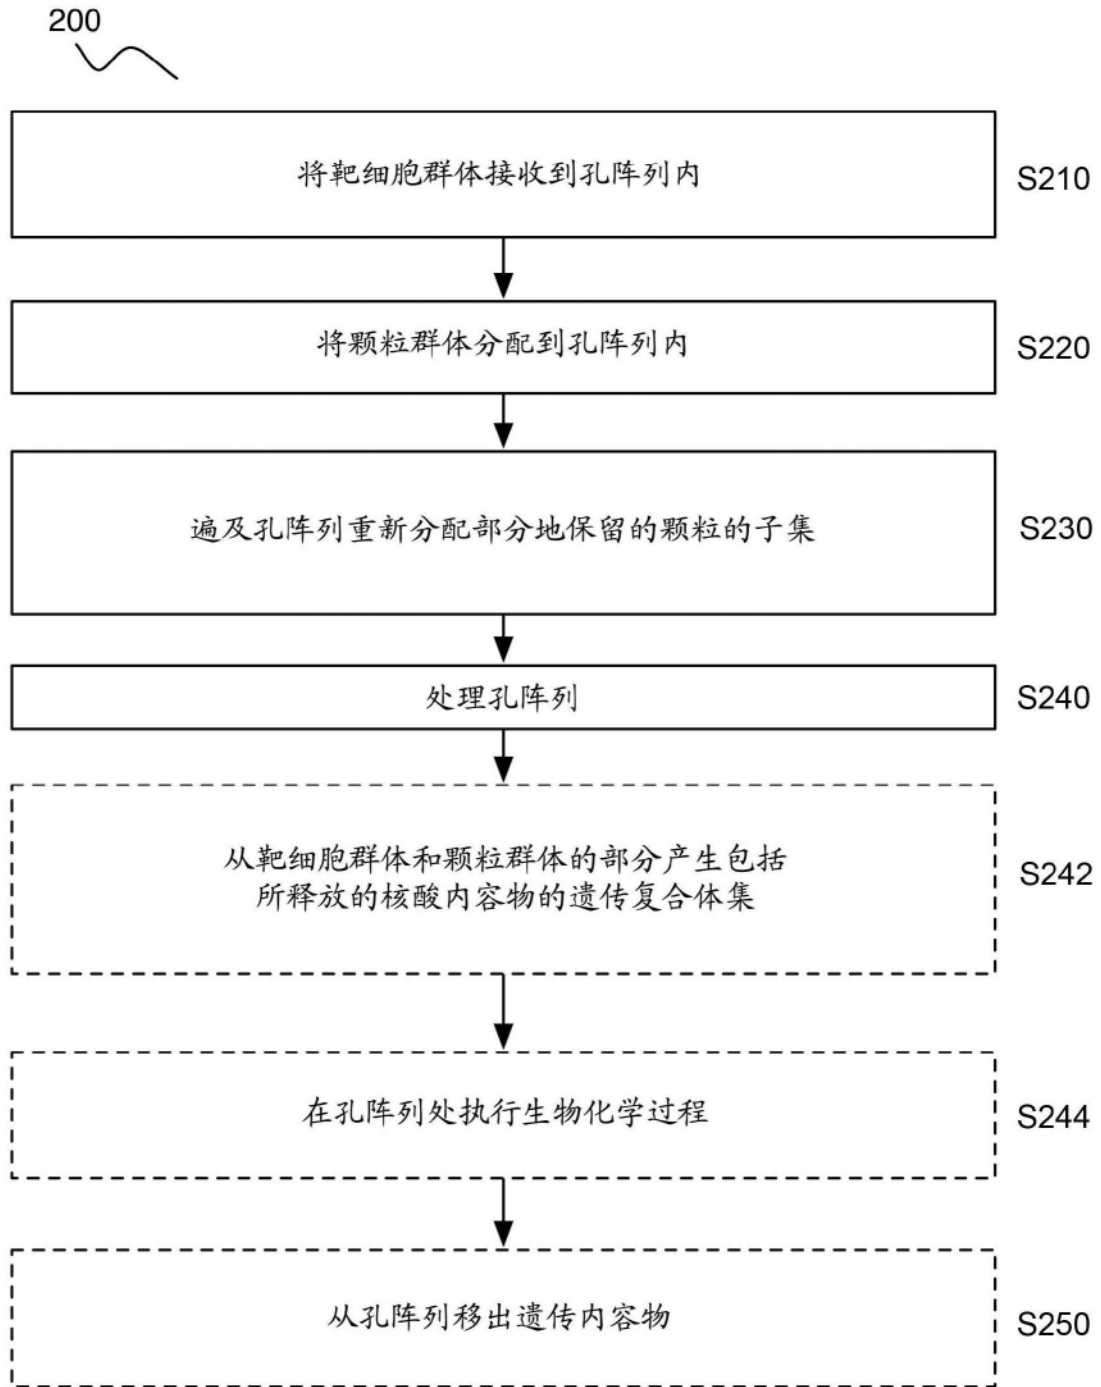 200
将靶细胞群体接收到孔阵列内
S210
将颗粒群体分配到孔阵列内
S220
遍及孔阵列重新分配部分地保留的颗粒的子集
S230
处理孔阵列
S240
从靶细胞群体和颗粒群体的部分产生包括
所释放的核酸内容物的遗传复合体集
S242
在孔阵列处执行生物化学过程
S244
从孔阵列移出遗传内容物
S250